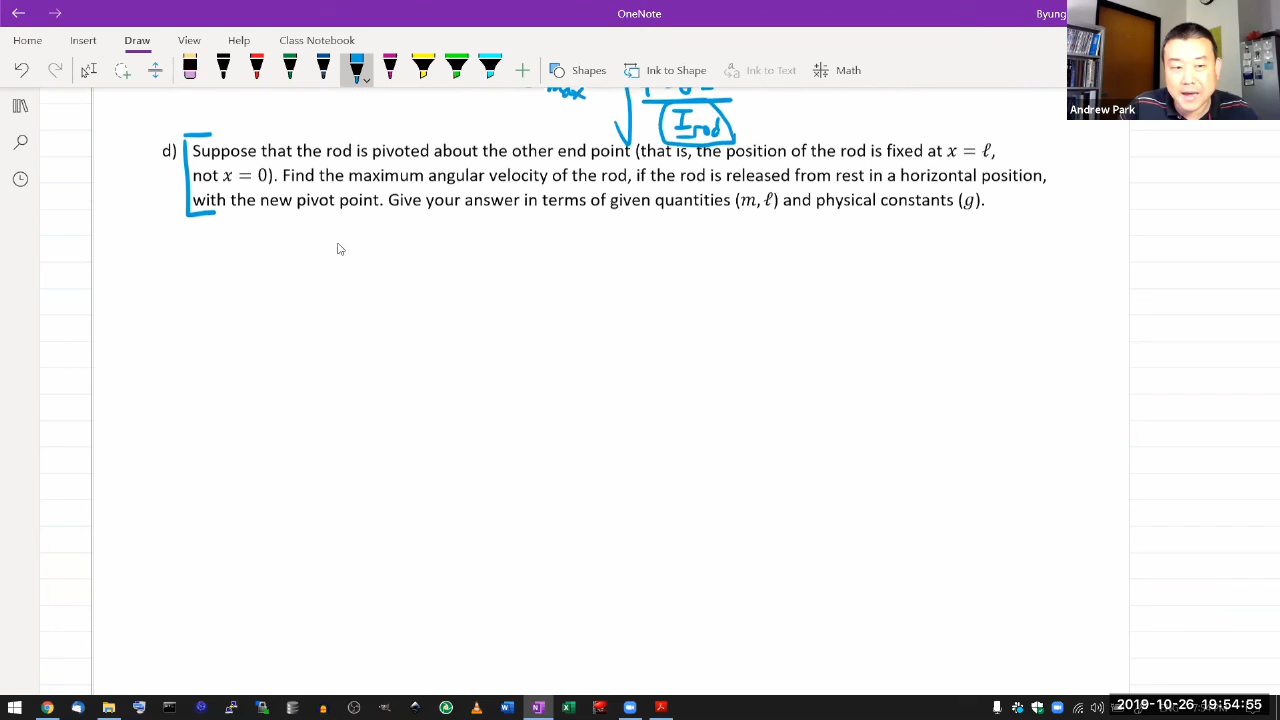 OneNote
Byung
Home Insert Draw View Help Class Notebook
Shapes Ink to Shape Ink to Text Math
Andrew Park
max
I rod
d) Suppose that the rod is pivoted about the other end point (that is, the position of the rod is fixed at x = ℓ,
not x = 0). Find the maximum angular velocity of the rod, if the rod is released from rest in a horizontal position,
with the new pivot point. Give your answer in terms of given quantities (m, ℓ) and physical constants (g).
2019-10-26 19:54:55